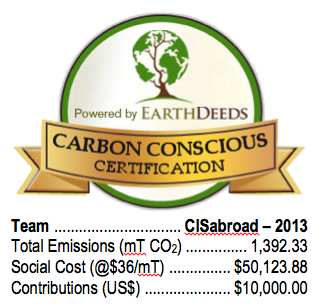 Powered by EARTHDEEDS
CARBON CONSCIOUS
CERTIFICATION
Team ............................... CISabroad – 2013
Total Emissions (mT CO₂) ............... 1,392.33
Social Cost (@$36/mT) ............... $50,123.88
Contributions (US$) ..................... $10,000.00